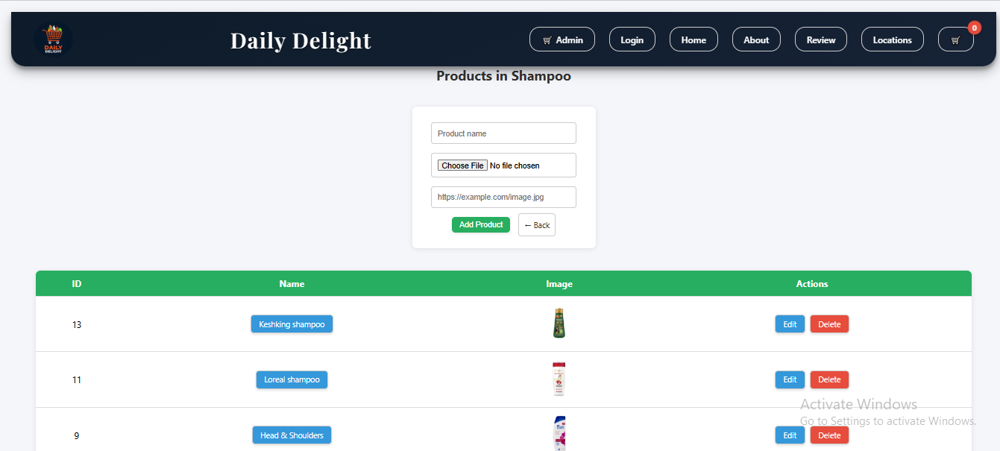 DAILY
DELIGHT
Daily Delight
Admin Login Home About Review Locations 0
Products in Shampoo
Product name
Choose File No file chosen
https://example.com/image.jpg
Add Product ← Back
ID Name Image Actions
13 Keshking shampoo Edit Delete
11 Loreal shampoo Edit Delete
Activate Windows
Go to Settings to activate Windows.
9 Head & Shoulders Edit Delete